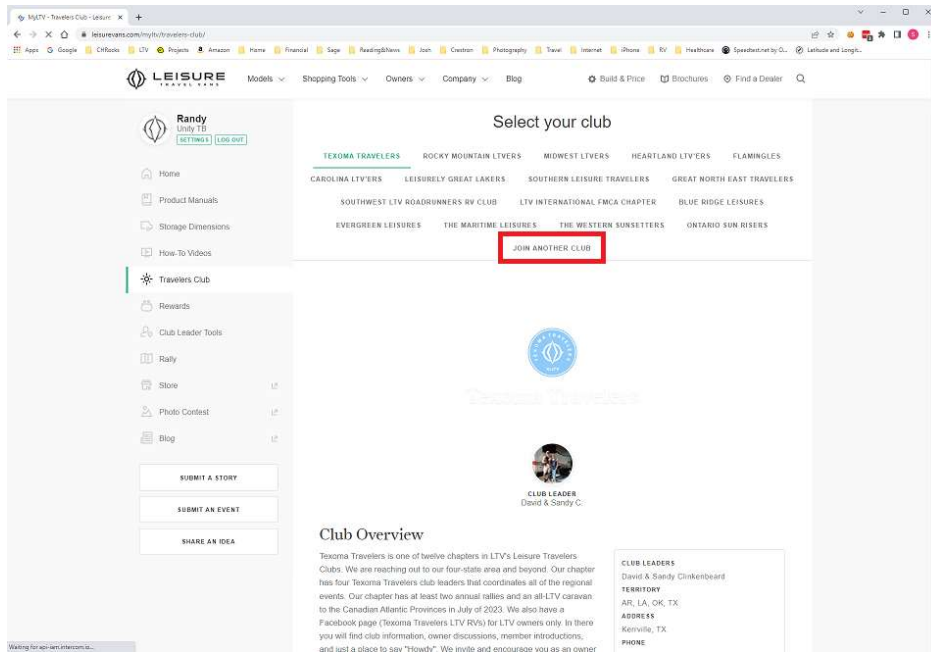 MyLTV - Travelers Club - Leisure
leisurevans.com/myltv/travelers-club/
Apps Google CHRocks LTV Projects Amazon Home Financial Sage Reading&News Josh Crestron Photography Travel Internet iPhone RV Healthcare Speedtest.net by O... Latitude and Longit...
LEISURE
TRAVEL VANS
Models Shopping Tools Owners Company Blog Build & Price Brochures Find a Dealer
Randy
Unity TB
SETTINGS LOG OUT
Home
Product Manuals
Storage Dimensions
How-To Videos
Travelers Club
Rewards
Club Leader Tools
Rally
Store
Photo Contest
Blog
SUBMIT A STORY
SUBMIT AN EVENT
SHARE AN IDEA
Select your club
TEXOMA TRAVELERS ROCKY MOUNTAIN LTVERS MIDWEST LTVERS HEARTLAND LTV'ERS FLAMINGLES
CAROLINA LTV'ERS LEISURELY GREAT LAKERS SOUTHERN LEISURE TRAVELERS GREAT NORTH EAST TRAVELERS
SOUTHWEST LTV ROADRUNNERS RV CLUB LTV INTERNATIONAL FMCA CHAPTER BLUE RIDGE LEISURES
EVERGREEN LEISURES THE MARITIME LEISURES THE WESTERN SUNSETTERS ONTARIO SUN RISERS
JOIN ANOTHER CLUB
TEXOMA TRAVELERS
Texoma Travelers
CLUB LEADER
David & Sandy C.
Club Overview
Texoma Travelers is one of twelve chapters in LTV's Leisure Travelers
Clubs. We are reaching out to our four-state area and beyond. Our chapter
has four Texoma Travelers club leaders that coordinates all of the regional
events. Our chapter has at least two annual rallies and an all-LTV caravan
to the Canadian Atlantic Provinces in July of 2023. We also have a
Facebook page (Texoma Travelers LTV RVs) for LTV owners only. In there
you will find club information, owner discussions, member introductions,
and just a place to say "Howdy". We invite and encourage you as an owner
CLUB LEADERS
David & Sandy Clinkenbeard
TERRITORY
AR, LA, OK, TX
ADDRESS
Kerrville, TX
PHONE
Waiting for api-iam.intercom.io...